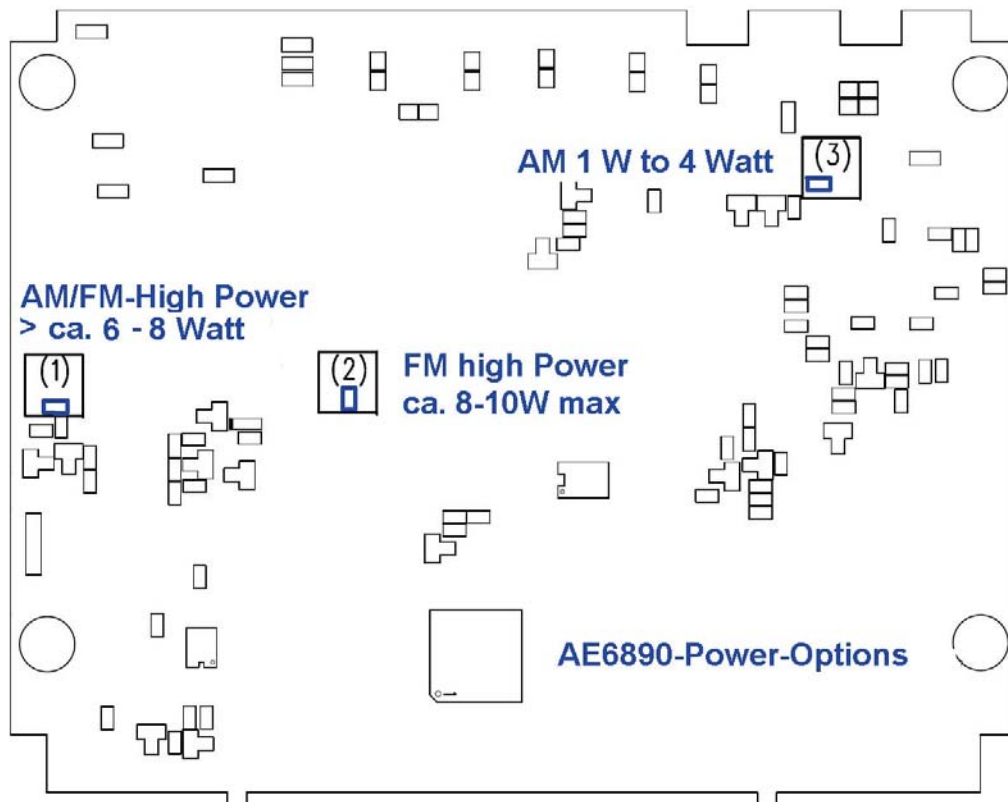 AM 1 W to 4 Watt
(3)
AM/FM-High Power
> ca. 6 - 8 Watt
(1)
(2)
FM high Power
ca. 8-10W max
AE6890-Power-Options